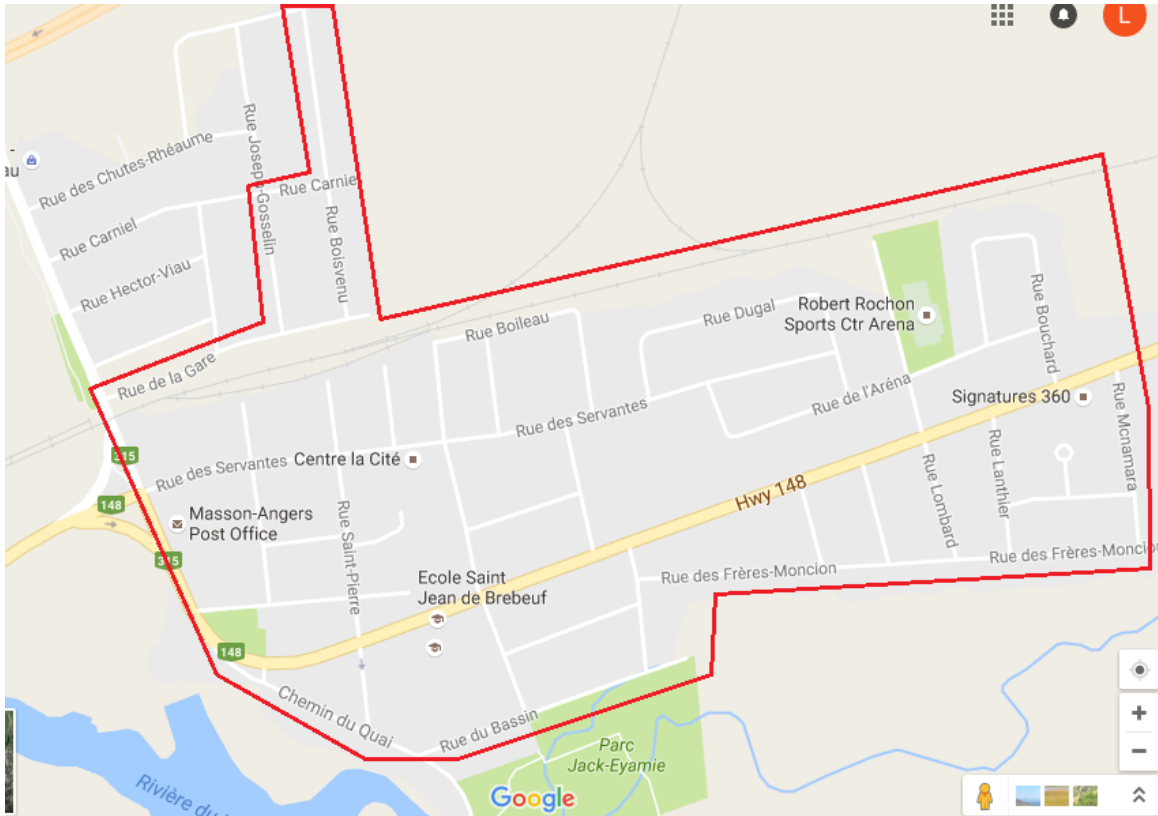 L
au
Rue des Chutes-Rhéaume
Rue Joseph-Gosselin
Rue Carnie
Rue Carniel
Rue Boisvenu
Rue Hector-Viau
Rue de la Gare
Rue Boileau
Rue Dugal
Robert Rochon
Sports Ctr Arena
Rue Bouchard
Rue de l'Aréna
Signatures 360
Rue Mcnamara
Rue des Servantes
Rue des Servantes
Centre la Cité
315
148
Masson-Angers
Post Office
315
Rue Saint-Pierre
Hwy 148
Rue Lombard
Rue Lanthier
Rue des Frères-Moncion
Rue des Frères-Moncion
Ecole Saint
Jean de Brebeuf
148
Chemin du Quai
Rue du Bassin
Parc
Jack-Eyamie
Rivière du
Google